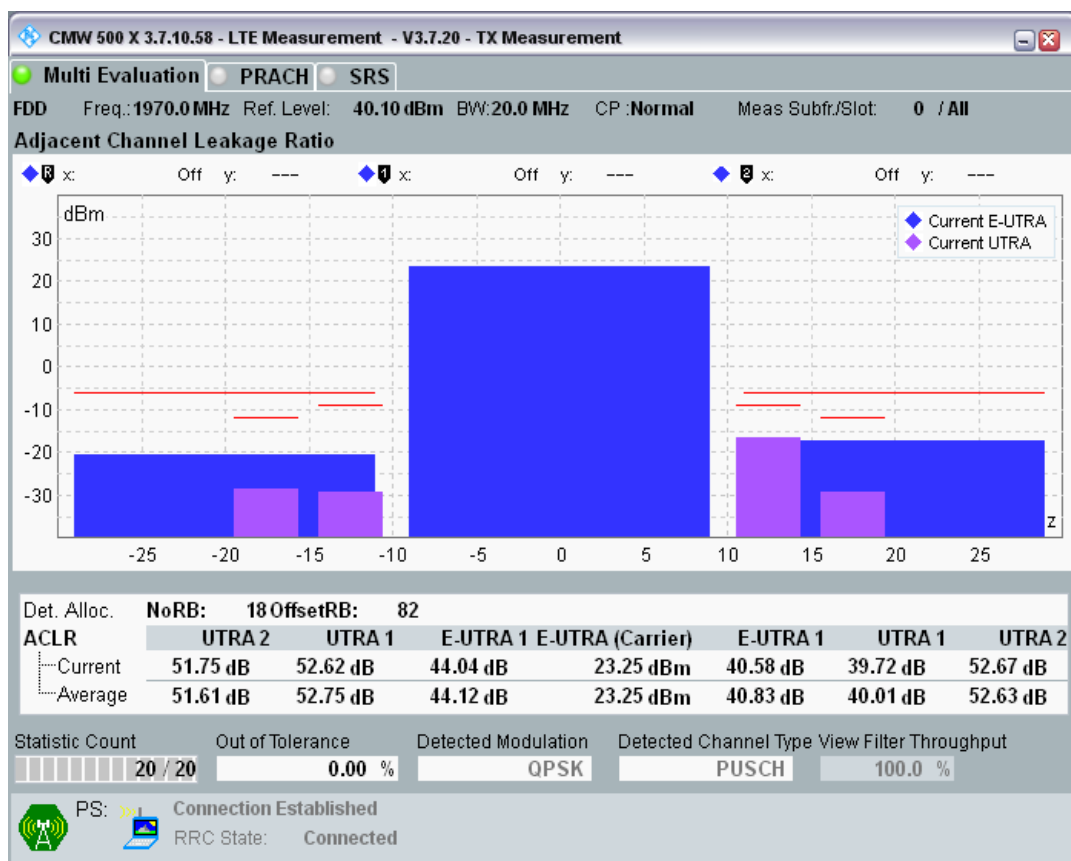 CMW 500 X 3.7.10.58 - LTE Measurement - V3.7.20 - TX Measurement
Multi Evaluation PRACH SRS
FDD Freq.: 1970.0 MHz Ref. Level: 40.10 dBm BW: 20.0 MHz CP : Normal Meas Subfr./Slot: 0 / All
Adjacent Channel Leakage Ratio
R x: Off y: --- 1 x: Off y: --- 2 x: Off y: ---
dBm
Current E-UTRA
Current UTRA
30
20
10
0
-10
-20
-30
z
-25 -20 -15 -10 -5 0 5 10 15 20 25
Det. Alloc. NoRB: 18 OffsetRB: 82
ACLR UTRA 2 UTRA 1 E-UTRA 1 E-UTRA (Carrier) E-UTRA 1 UTRA 1 UTRA 2
Current 51.75 dB 52.62 dB 44.04 dB 23.25 dBm 40.58 dB 39.72 dB 52.67 dB
Average 51.61 dB 52.75 dB 44.12 dB 23.25 dBm 40.83 dB 40.01 dB 52.63 dB
Statistic Count Out of Tolerance Detected Modulation Detected Channel Type View Filter Throughput
20 / 20 0.00 % QPSK PUSCH 100.0 %
PS: Connection Established
RRC State: Connected